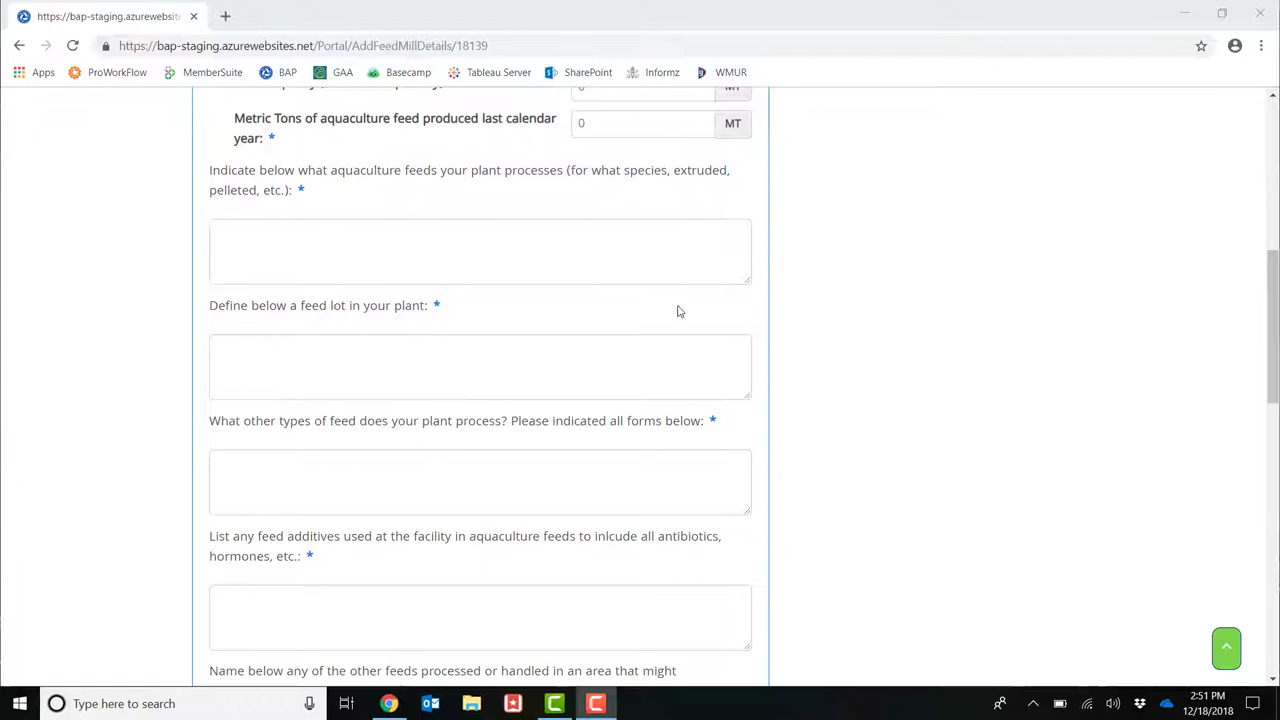 https://bap-staging.azurewebsite
https://bap-staging.azurewebsites.net/Portal/AddFeedMillDetails/18139
Apps ProWorkFlow MemberSuite BAP GAA Basecamp Tableau Server SharePoint Informz WMUR
Metric Tons of aquaculture feed produced last calendar 0 MT
year: *
Indicate below what aquaculture feeds your plant processes (for what species, extruded,
pelleted, etc.): *
Define below a feed lot in your plant: *
What other types of feed does your plant process? Please indicated all forms below: *
List any feed additives used at the facility in aquaculture feeds to inlcude all antibiotics,
hormones, etc.: *
Name below any of the other feeds processed or handled in an area that might
Type here to search
2:51 PM
12/18/2018